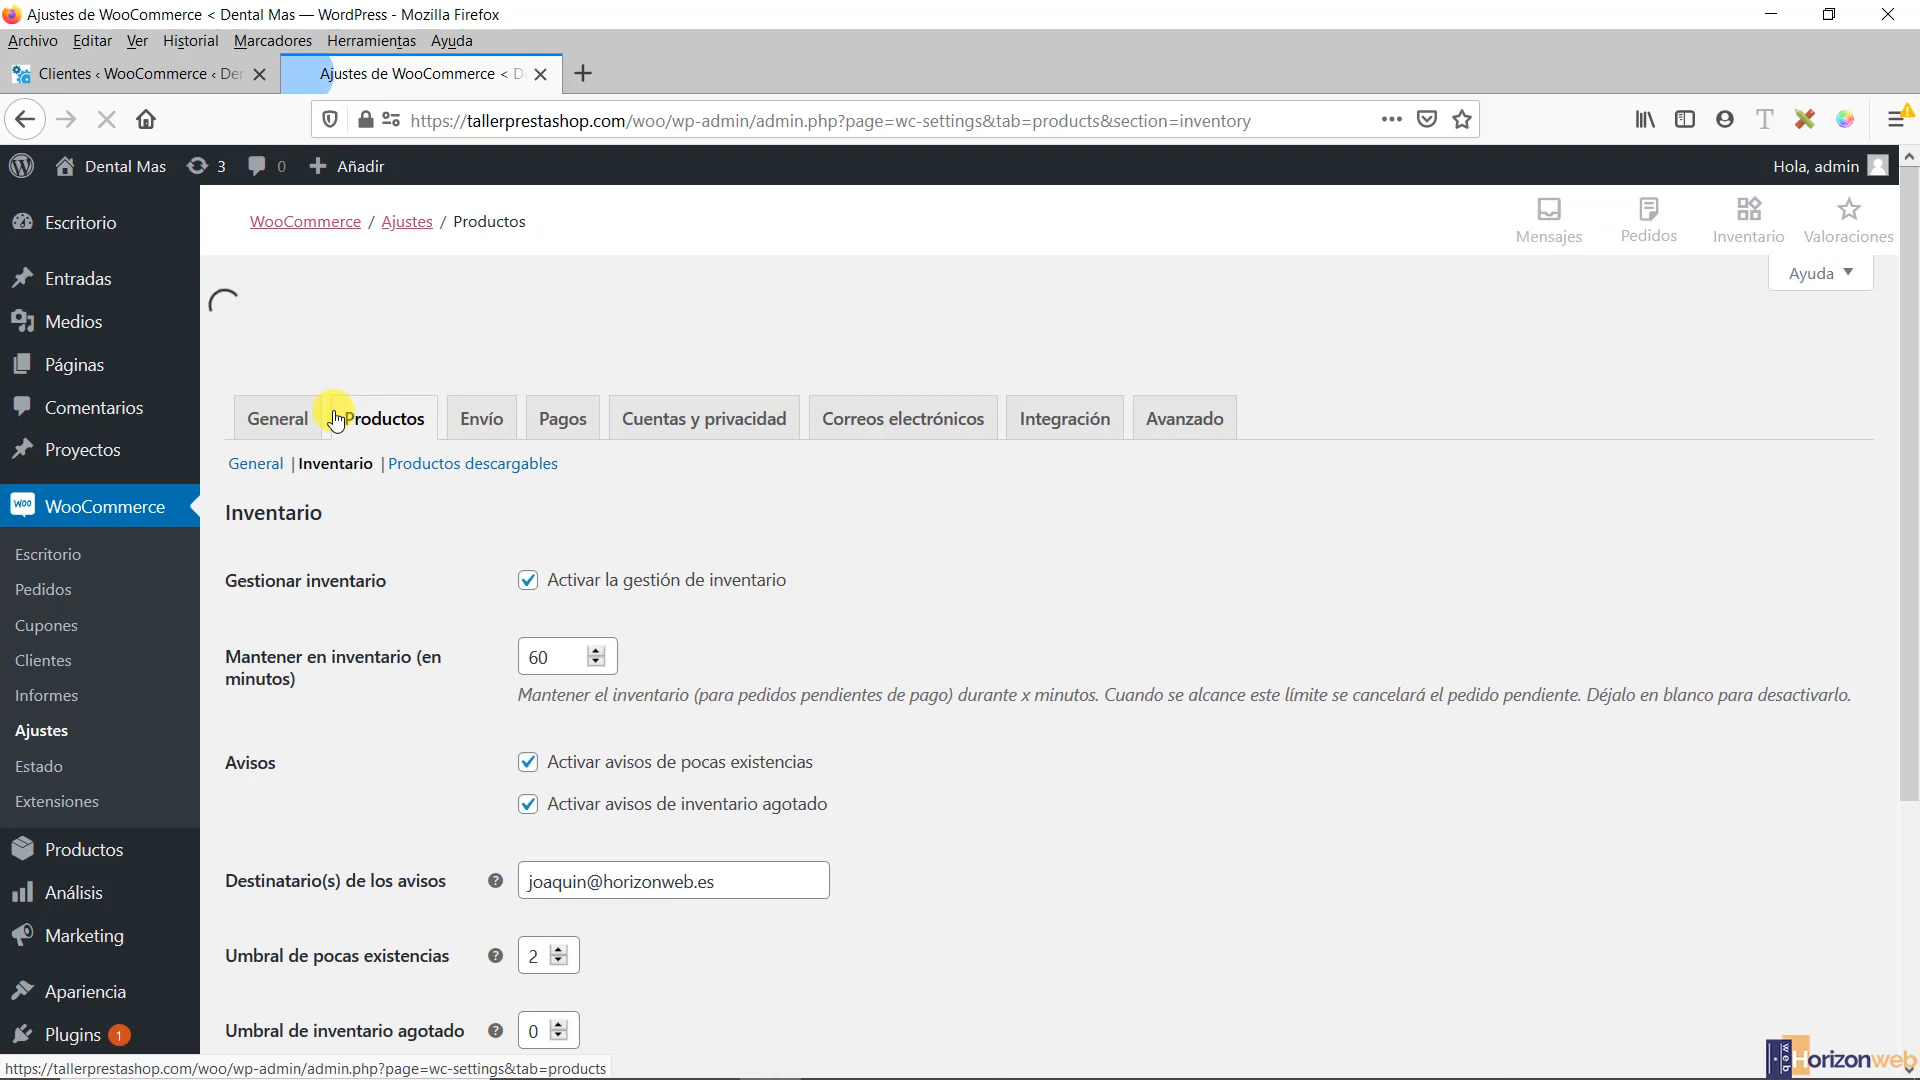 Ajustes de WooCommerce < Dental Mas — WordPress - Mozilla Firefox
Archivo Editar Ver Historial Marcadores Herramientas Ayuda
Clientes ‹ WooCommerce ‹ Der
Ajustes de WooCommerce < D
https://tallerprestashop.com/woo/wp-admin/admin.php?page=wc-settings&tab=products&section=inventory
Dental Mas 3 0 Añadir
Hola, admin
Escritorio
Entradas
Medios
Páginas
Comentarios
Proyectos
WooCommerce
Escritorio
Pedidos
Cupones
Clientes
Informes
Ajustes
Estado
Extensiones
Productos
Análisis
Marketing
Apariencia
Plugins 1
WooCommerce / Ajustes / Productos
Mensajes Pedidos Inventario Valoraciones
Ayuda
General Productos Envío Pagos Cuentas y privacidad Correos electrónicos Integración Avanzado
General | Inventario | Productos descargables
Inventario
Gestionar inventario Activar la gestión de inventario
Mantener en inventario (en
minutos)
60
Mantener el inventario (para pedidos pendientes de pago) durante x minutos. Cuando se alcance este límite se cancelará el pedido pendiente. Déjalo en blanco para desactivarlo.
Avisos Activar avisos de pocas existencias
Activar avisos de inventario agotado
Destinatario(s) de los avisos joaquin@horizonweb.es
Umbral de pocas existencias 2
Umbral de inventario agotado 0
https://tallerprestashop.com/woo/wp-admin/admin.php?page=wc-settings&tab=products
Web Horizonweb